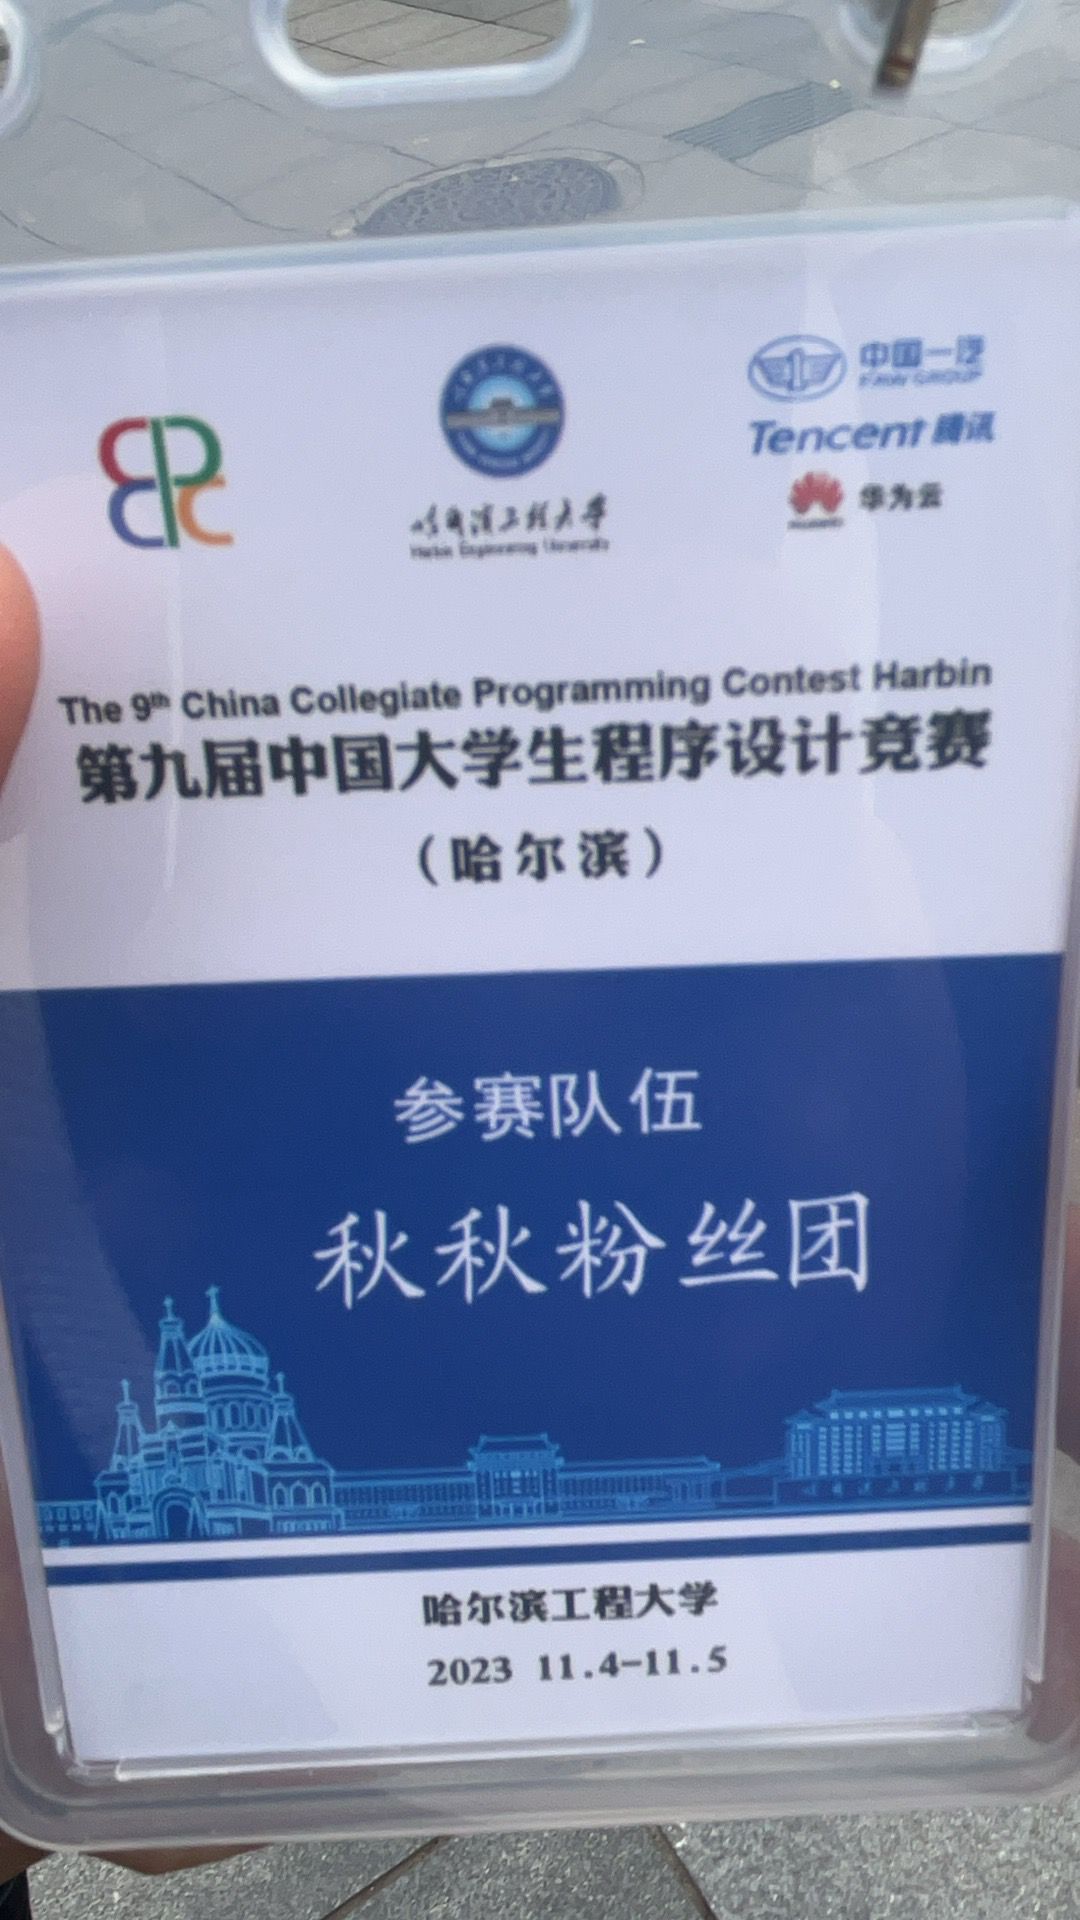 中国一汽
FAW GROUP
Tencent 腾讯
HUAWEI
华为云
哈尔滨工程大学
Harbin Engineering University
The 9th China Collegiate Programming Contest Harbin
第九届中国大学生程序设计竞赛
（哈尔滨）
参赛队伍
秋秋粉丝团
哈尔滨工程大学
2023 11.4-11.5